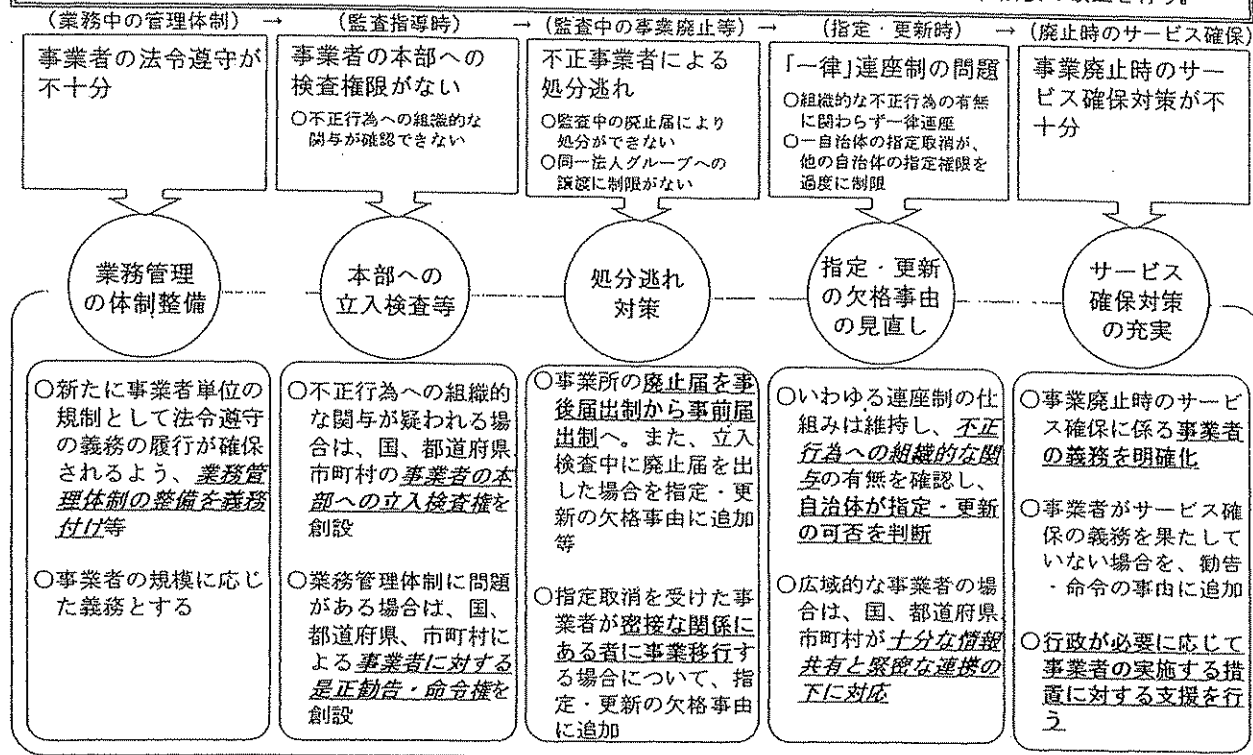 の改正を行う。
(業務中の管理体制) → (監査指導時) → (監査中の事業廃止等) → (指定・更新時) → (廃止時のサービス確保)
事業者の法令遵守が
不十分
事業者の本部への
検査権限がない
○不正行為への組織的な
関与が確認できない
不正事業者による
処分逃れ
○監査中の廃止届により
処分ができない
○同一法人グループへの
譲渡に制限がない
「一律」連座制の問題
○組織的な不正行為の有無
に関わらず一律連座
○一自治体の指定取消が、
他の自治体の指定権限を
過度に制限
事業廃止時のサー
ビス確保対策が不
十分
業務管理
の体制整備
本部への
立入検査等
処分逃れ
対策
指定・更新
の欠格事由
の見直し
サービス
確保対策
の充実
○新たに事業者単位の
規制として法令遵守
の義務の履行が確保
されるよう、業務管
理体制の整備を義務
付け等
○事業者の規模に応じ
た義務とする
○不正行為への組織的
な関与が疑われる場
合は、国、都道府県、
市町村の事業者の本
部への立入検査権を
創設
○業務管理体制に問題
がある場合は、国、
都道府県、市町村に
よる事業者に対する
是正勧告・命令権を
創設
○事業所の廃止届を事
後届出制から事前届
出制へ。また、立入
検査中に廃止届を出
した場合を指定・更
新の欠格事由に追加
等
○指定取消を受けた事
業者が密接な関係に
ある者に事業移行す
る場合について、指
定・更新の欠格事由
に追加
○いわゆる連座制の仕
組みは維持し、不正
行為への組織的な関
与の有無を確認し、
自治体が指定・更新
の可否を判断
○広域的な事業者の場
合は、国、都道府県、
市町村が十分な情報
共有と緊密な連携の
下に対応
○事業廃止時のサービ
ス確保に係る事業者
の義務を明確化
○事業者がサービス確
保の義務を果たして
いない場合を、勧告
・命令の事由に追加
○行政が必要に応じて
事業者の実施する措
置に対する支援を行
う